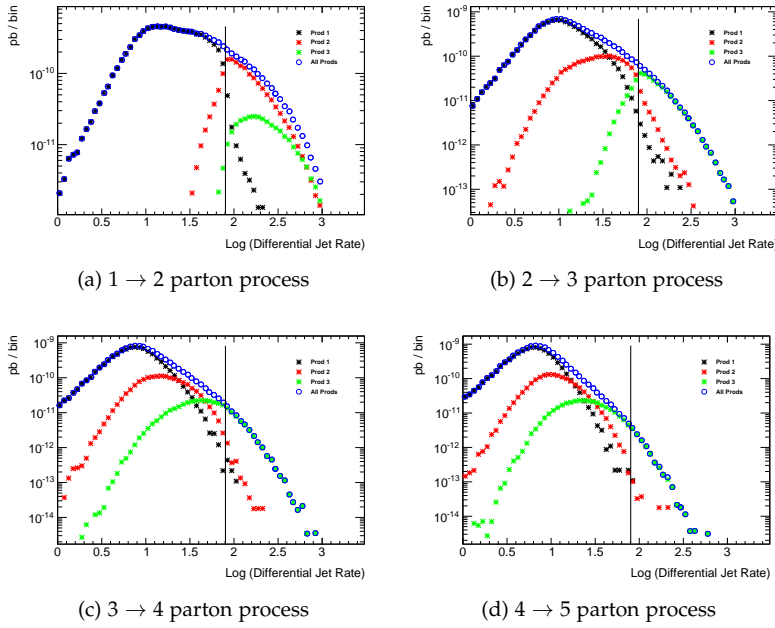 pb / bin
10⁻¹⁰
10⁻¹¹
Prod 1
Prod 2
Prod 3
All Prods
0 0.5 1 1.5 2 2.5 3
Log (Differential Jet Rate)
(a) 1 → 2 parton process
pb / bin
10⁻⁹
10⁻¹⁰
10⁻¹¹
10⁻¹²
10⁻¹³
Prod 1
Prod 2
Prod 3
All Prods
0 0.5 1 1.5 2 2.5 3
Log (Differential Jet Rate)
(b) 2 → 3 parton process
pb / bin
10⁻⁹
10⁻¹⁰
10⁻¹¹
10⁻¹²
10⁻¹³
10⁻¹⁴
Prod 1
Prod 2
Prod 3
All Prods
0 0.5 1 1.5 2 2.5 3
Log (Differential Jet Rate)
(c) 3 → 4 parton process
pb / bin
10⁻⁹
10⁻¹⁰
10⁻¹¹
10⁻¹²
10⁻¹³
10⁻¹⁴
Prod 1
Prod 2
Prod 3
All Prods
0 0.5 1 1.5 2 2.5 3
Log (Differential Jet Rate)
(d) 4 → 5 parton process